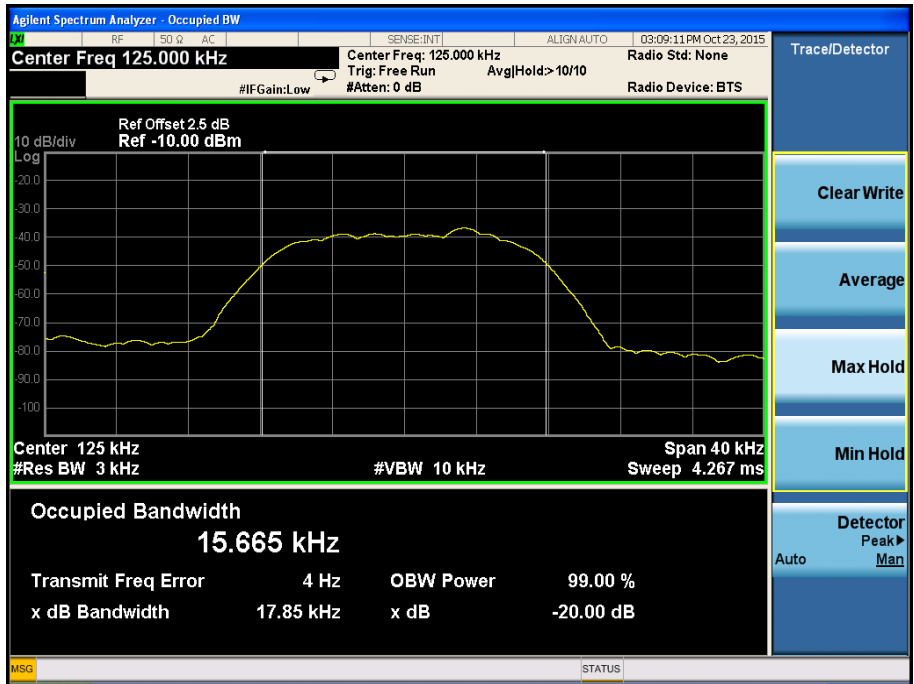 Agilent Spectrum Analyzer - Occupied BW
LXI RF 50 Ω AC SENSE:INT ALIGN AUTO 03:09:11 PM Oct 23, 2015
Center Freq 125.000 kHz
Center Freq: 125.000 kHz Radio Std: None
Trig: Free Run Avg|Hold:> 10/10
#IFGain:Low #Atten: 0 dB Radio Device: BTS
Trace/Detector
Ref Offset 2.5 dB
10 dB/div Ref -10.00 dBm
Log
-20.0
-30.0
-40.0
-50.0
-60.0
-70.0
-80.0
-90.0
-100
Center 125 kHz Span 40 kHz
#Res BW 3 kHz #VBW 10 kHz Sweep 4.267 ms
Occupied Bandwidth
15.665 kHz
Transmit Freq Error 4 Hz OBW Power 99.00 %
x dB Bandwidth 17.85 kHz x dB -20.00 dB
Clear Write
Average
Max Hold
Min Hold
Detector
Peak▶
Auto Man
MSG STATUS